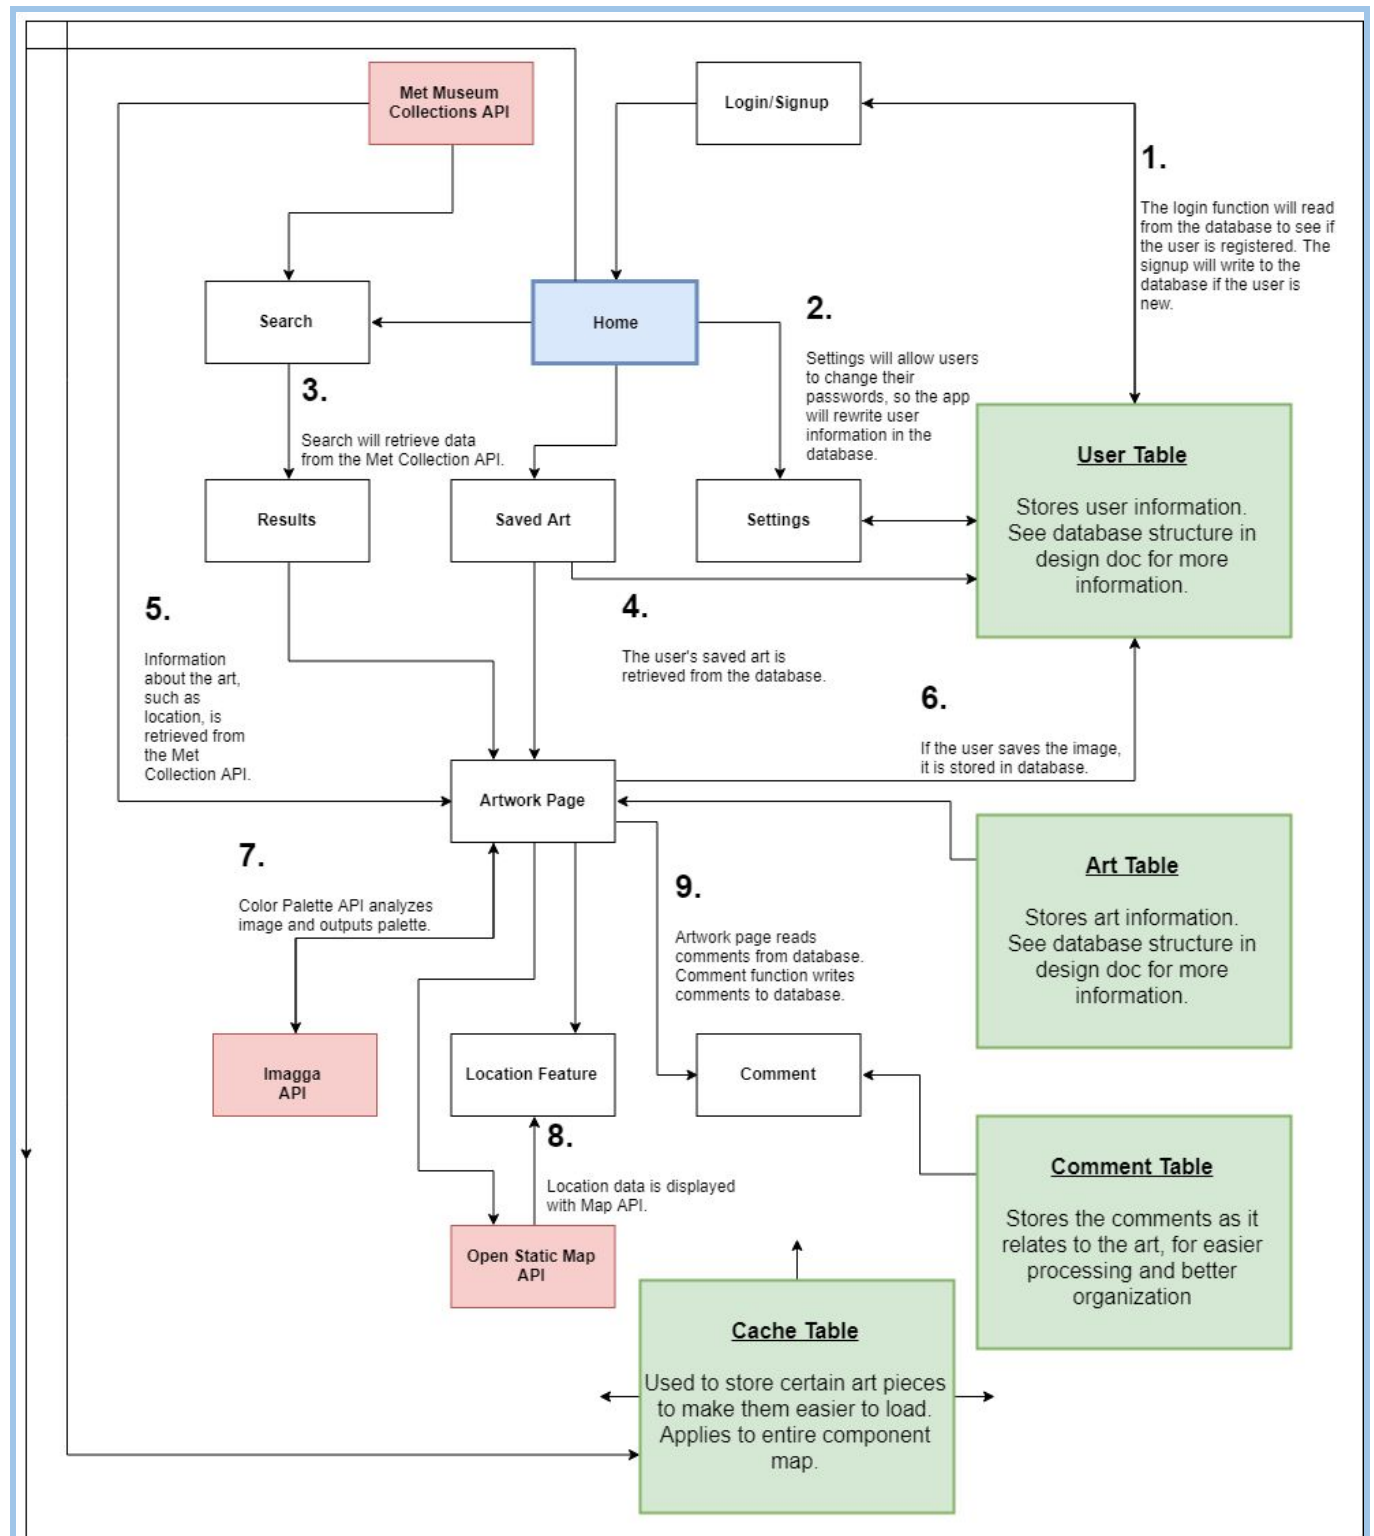 Met Museum
Collections API
Login/Signup
1.
The login function will read
from the database to see if
the user is registered. The
signup will write to the
database if the user is
new.
Search
Home
2.
Settings will allow users
to change their
passwords, so the app
will rewrite user
information in the
database.
3.
Search will retrieve data
from the Met Collection API.
User Table
Stores user information.
See database structure in
design doc for more
information.
Results
Saved Art
Settings
5.
Information
about the art,
such as
location, is
retrieved from
the Met
Collection API.
4.
The user's saved art is
retrieved from the database.
6.
If the user saves the image,
it is stored in database.
Artwork Page
7.
Color Palette API analyzes
image and outputs palette.
9.
Artwork page reads
comments from database.
Comment function writes
comments to database.
Art Table
Stores art information.
See database structure in
design doc for more
information.
Imagga
API
Location Feature
Comment
8.
Location data is displayed
with Map API.
Open Static Map
API
Comment Table
Stores the comments as it
relates to the art, for easier
processing and better
organization
Cache Table
Used to store certain art pieces
to make them easier to load.
Applies to entire component
map.